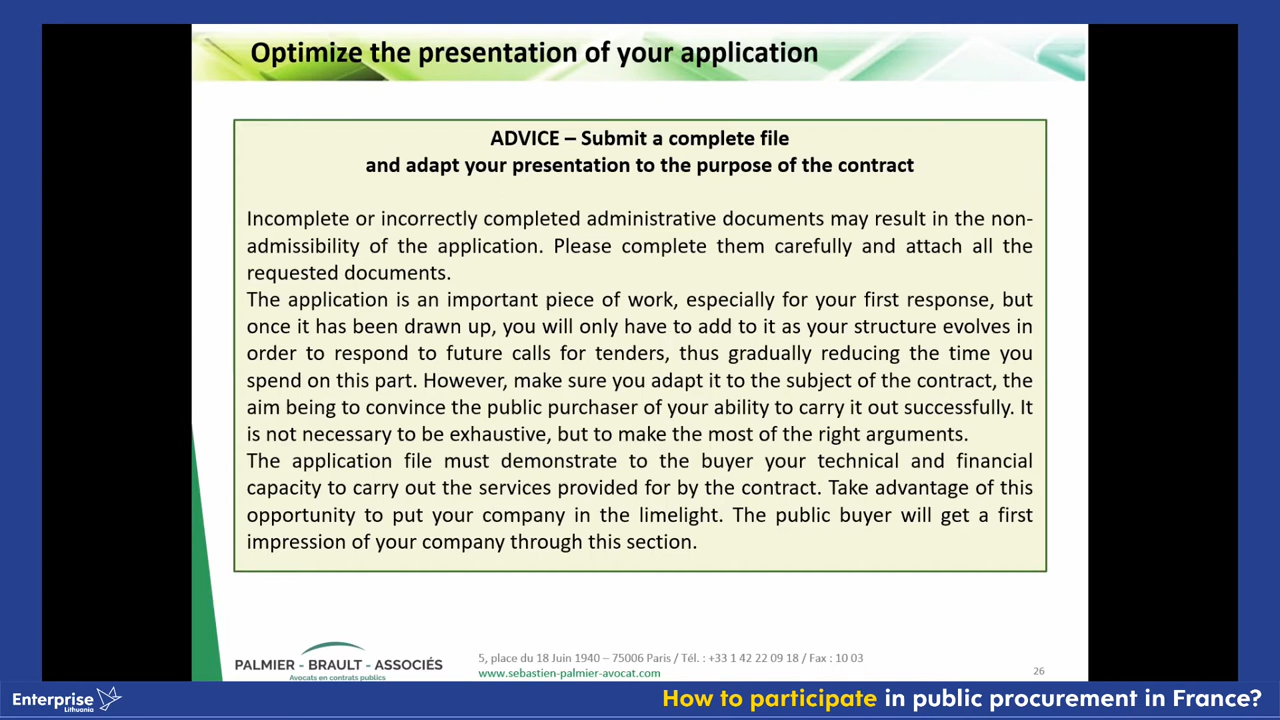 Optimize the presentation of your application
ADVICE – Submit a complete file
and adapt your presentation to the purpose of the contract
Incomplete or incorrectly completed administrative documents may result in the non-
admissibility of the application. Please complete them carefully and attach all the
requested documents.
The application is an important piece of work, especially for your first response, but
once it has been drawn up, you will only have to add to it as your structure evolves in
order to respond to future calls for tenders, thus gradually reducing the time you
spend on this part. However, make sure you adapt it to the subject of the contract, the
aim being to convince the public purchaser of your ability to carry it out successfully. It
is not necessary to be exhaustive, but to make the most of the right arguments.
The application file must demonstrate to the buyer your technical and financial
capacity to carry out the services provided for by the contract. Take advantage of this
opportunity to put your company in the limelight. The public buyer will get a first
impression of your company through this section.
PALMIER - BRAULT - ASSOCIÉS
Avocats en contrats publics
5, place du 18 Juin 1940 – 75006 Paris / Tél. : +33 1 42 22 09 18 / Fax : 10 03
www.sebastien-palmier-avocat.com
26
Enterprise
Lithuania
How to participate in public procurement in France?